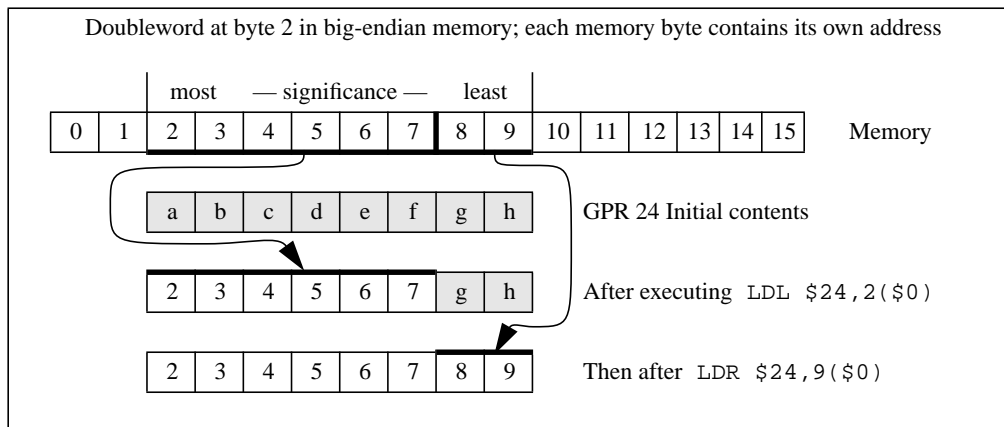 Doubleword at byte 2 in big-endian memory; each memory byte contains its own address
most — significance — least
0 1 2 3 4 5 6 7 8 9 10 11 12 13 14 15 Memory
a b c d e f g h GPR 24 Initial contents
2 3 4 5 6 7 g h After executing LDL $24,2($0)
2 3 4 5 6 7 8 9 Then after LDR $24,9($0)